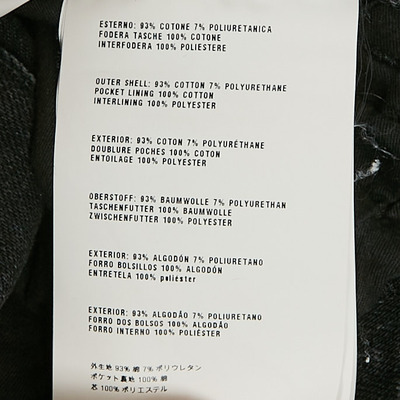 ESTERNO: 93% COTONE 7% POLIURETANICA
FODERA TASCHE 100% COTONE
INTERFODERA 100% POLIESTERE
OUTER SHELL: 93% COTTON 7% POLYURETHANE
POCKET LINING 100% COTTON
INTERLINING 100% POLYESTER
EXTERIOR: 93% COTON 7% POLYURÉTHANE
DOUBLURE POCHES 100% COTON
ENTOILAGE 100% POLYESTER
OBERSTOFF: 93% BAUMWOLLE 7% POLYURETHAN
TASCHENFUTTER 100% BAUMWOLLE
ZWISCHENFUTTER 100% POLYESTER
EXTERIOR: 93% ALGODÓN 7% POLIURETANO
FORRO BOLSILLOS 100% ALGODÓN
ENTRETELA 100% poliéster
EXTERIOR: 93% ALGODÃO 7% POLIURETANO
FORRO DOS BOLSOS 100% ALGODÃO
FORRO INTERNO 100% POLIÉSTER
外生地 93% 綿 7% ポリウレタン
ポケット裏地 100% 綿
芯 100% ポリエステル